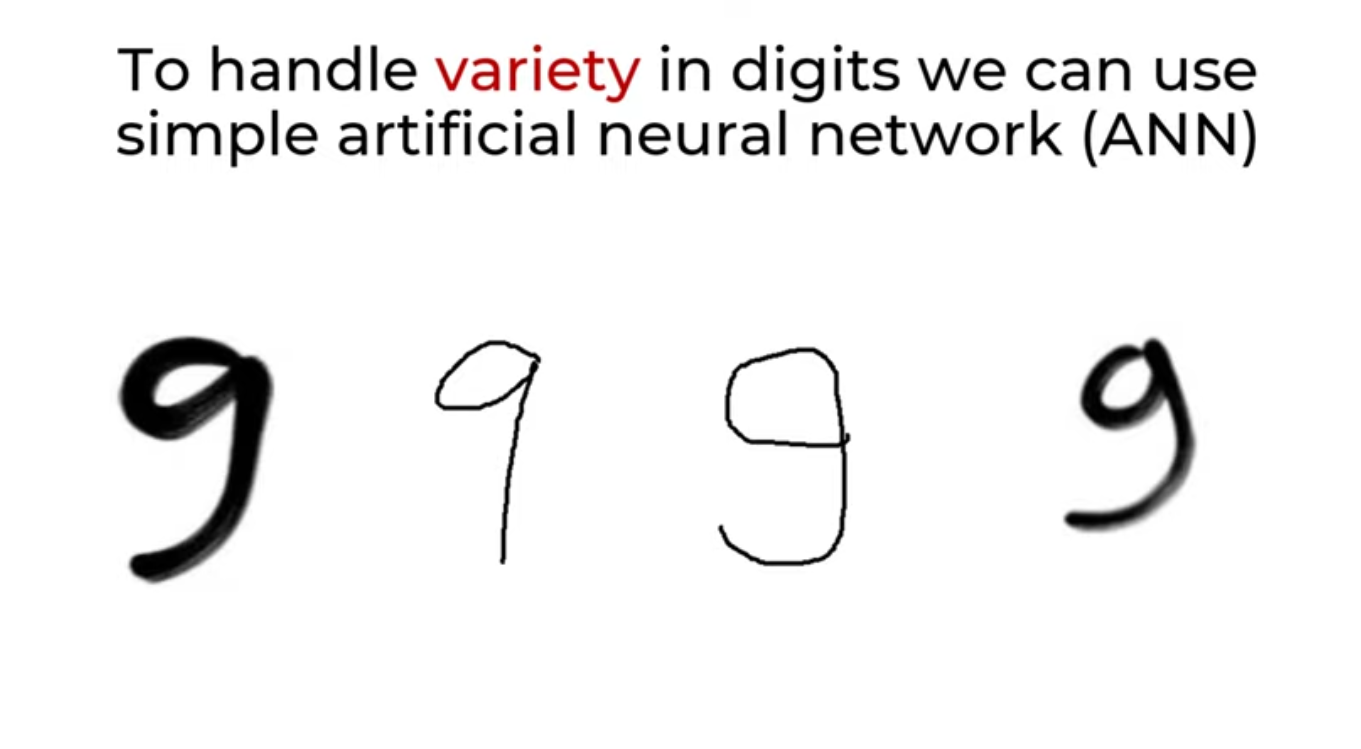 To handle variety in digits we can use
simple artificial neural network (ANN)
9 9 9 9